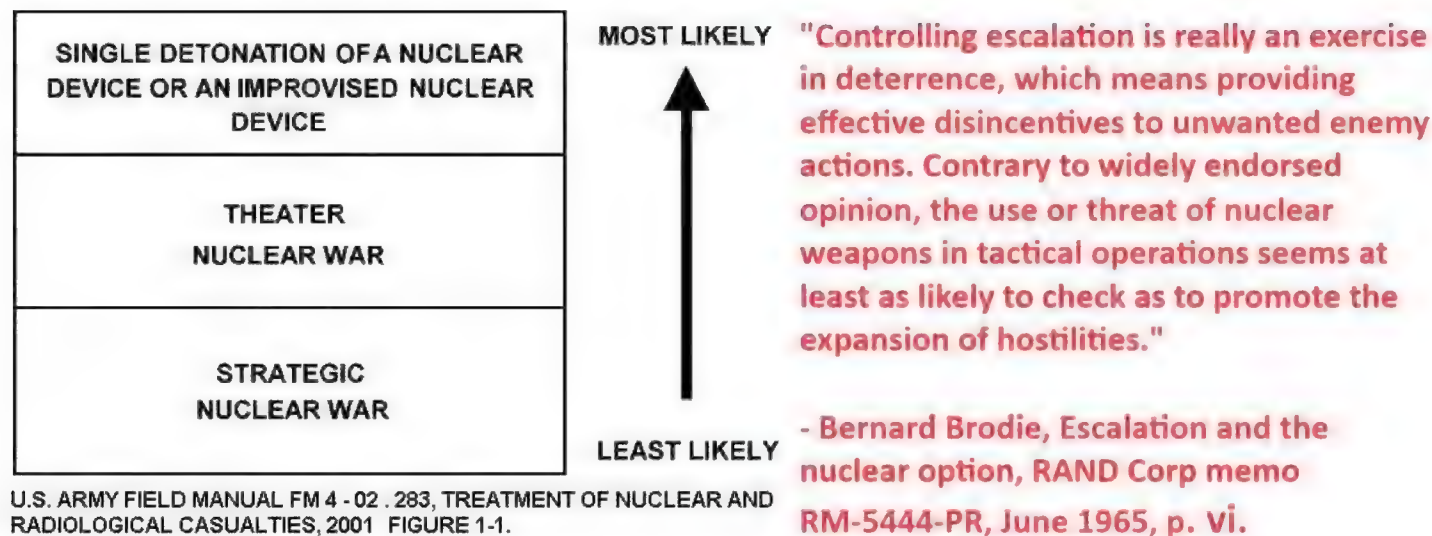 SINGLE DETONATION OF A NUCLEAR
DEVICE OR AN IMPROVISED NUCLEAR
DEVICE
THEATER
NUCLEAR WAR
STRATEGIC
NUCLEAR WAR
MOST LIKELY
LEAST LIKELY
U.S. ARMY FIELD MANUAL FM 4 - 02 . 283, TREATMENT OF NUCLEAR AND
RADIOLOGICAL CASUALTIES, 2001 FIGURE 1-1.
"Controlling escalation is really an exercise
in deterrence, which means providing
effective disincentives to unwanted enemy
actions. Contrary to widely endorsed
opinion, the use or threat of nuclear
weapons in tactical operations seems at
least as likely to check as to promote the
expansion of hostilities."
- Bernard Brodie, Escalation and the
nuclear option, RAND Corp memo
RM-5444-PR, June 1965, p. vi.